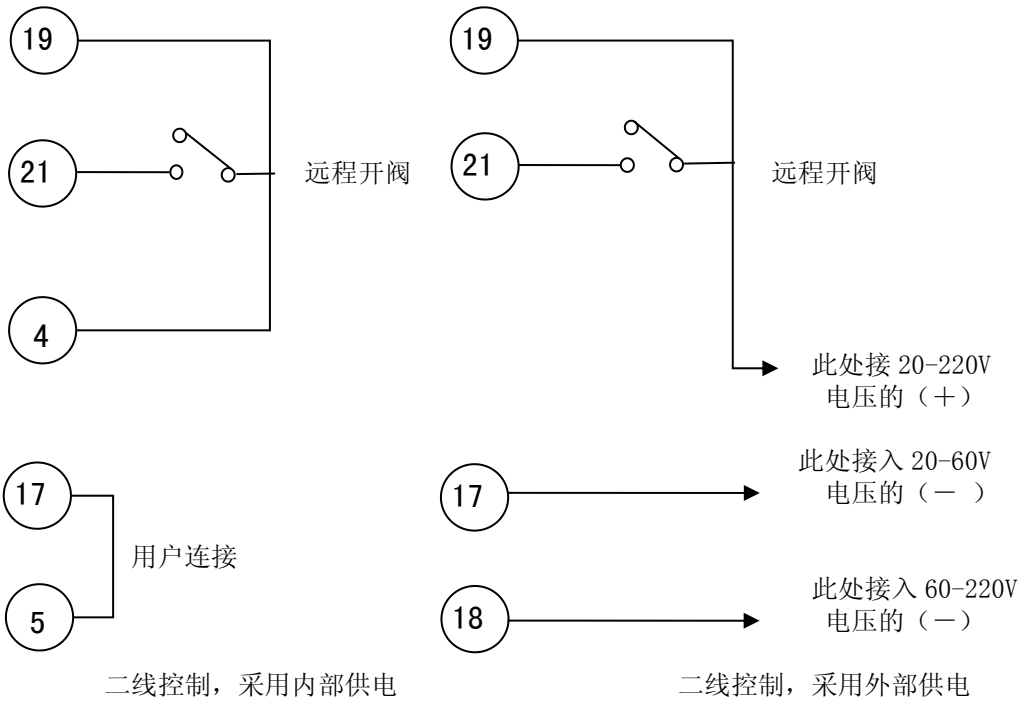 19
21
远程开阀
4
17
用户连接
5
二线控制，采用内部供电
19
21
远程开阀
此处接 20-220V
电压的（＋）
17
此处接入 20-60V
电压的（－ ）
18
此处接入 60-220V
电压的（－）
二线控制，采用外部供电